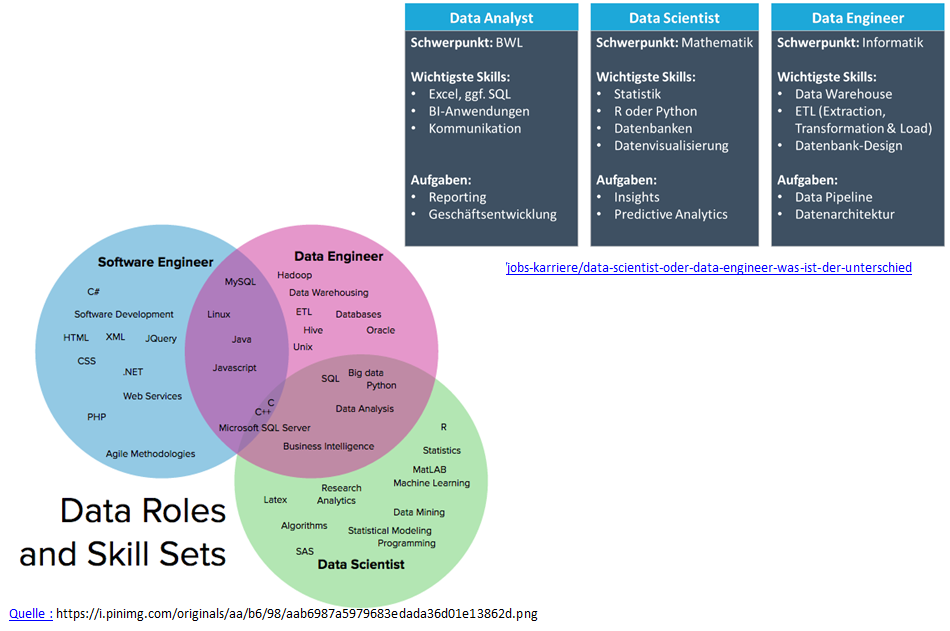 Data Analyst
Schwerpunkt: BWL
Wichtigste Skills:
• Excel, ggf. SQL
• BI-Anwendungen
• Kommunikation
Aufgaben:
• Reporting
• Geschäftsentwicklung
Data Scientist
Schwerpunkt: Mathematik
Wichtigste Skills:
• Statistik
• R oder Python
• Datenbanken
• Datenvisualisierung
Aufgaben:
• Insights
• Predictive Analytics
Data Engineer
Schwerpunkt: Informatik
Wichtigste Skills:
• Data Warehouse
• ETL (Extraction,
Transformation & Load)
• Datenbank-Design
Aufgaben:
• Data Pipeline
• Datenarchitektur
'jobs-karriere/data-scientist-oder-data-engineer-was-ist-der-unterschied
Software Engineer
C#
Software Development
HTML
XML
JQuery
CSS
.NET
Web Services
PHP
Agile Methodologies
MySQL
Linux
Java
Javascript
C
C++
Microsoft SQL Server
Data Engineer
Hadoop
Data Warehousing
ETL
Databases
Hive
Oracle
Unix
SQL
Big data
Python
Data Analysis
Business Intelligence
R
Statistics
MatLAB
Machine Learning
Research
Analytics
Latex
Data Mining
Algorithms
Statistical Modeling
Programming
SAS
Data Scientist
Data Roles
and Skill Sets
Quelle : https://i.pinimg.com/originals/aa/b6/98/aab6987a5979683edada36d01e13862d.png